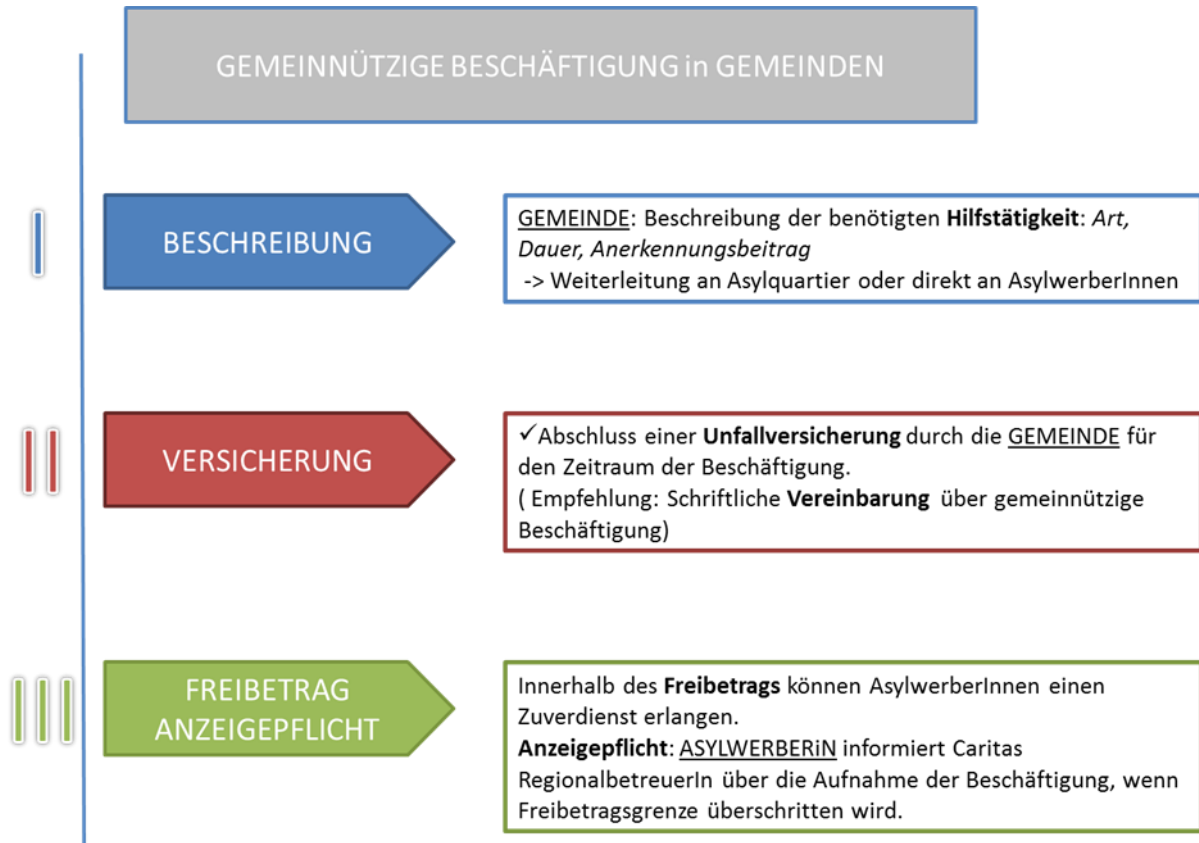 GEMEINNÜTZIGE BESCHÄFTIGUNG in GEMEINDEN
BESCHREIBUNG
GEMEINDE: Beschreibung der benötigten Hilfstätigkeit: Art,
Dauer, Anerkennungsbeitrag
-> Weiterleitung an Asylquartier oder direkt an AsylwerberInnen
VERSICHERUNG
✓Abschluss einer Unfallversicherung durch die GEMEINDE für
den Zeitraum der Beschäftigung.
( Empfehlung: Schriftliche Vereinbarung über gemeinnützige
Beschäftigung)
FREIBETRAG
ANZEIGEPFLICHT
Innerhalb des Freibetrags können AsylwerberInnen einen
Zuverdienst erlangen.
Anzeigepflicht: ASYLWERBERiN informiert Caritas
RegionalbetreuerIn über die Aufnahme der Beschäftigung, wenn
Freibetragsgrenze überschritten wird.